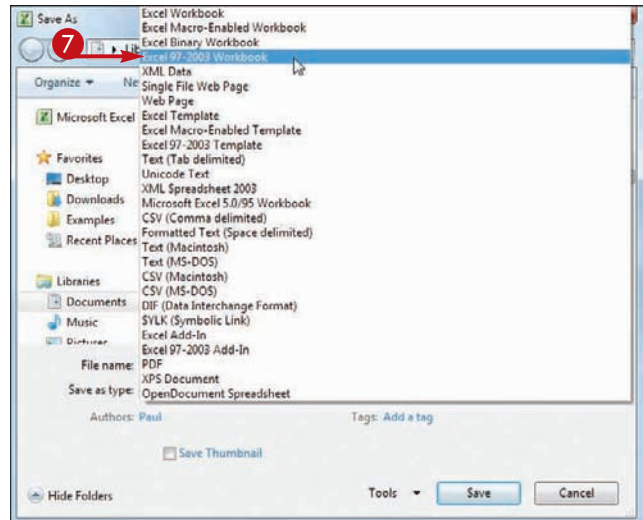 Save As
Excel Workbook
Excel Macro-Enabled Workbook
Excel Binary Workbook
7
Excel 97-2003 Workbook
XML Data
Organize
Ne
Single File Web Page
Web Page
Microsoft Excel
Excel Template
Excel Macro-Enabled Template
Excel 97-2003 Template
Favorites
Text (Tab delimited)
Desktop
Unicode Text
XML Spreadsheet 2003
Downloads
Microsoft Excel 5.0/95 Workbook
Examples
CSV (Comma delimited)
Formatted Text (Space delimited)
Recent Places
Text (Macintosh)
Text (MS-DOS)
Libraries
CSV (Macintosh)
CSV (MS-DOS)
Documents
DIF (Data Interchange Format)
Music
SYLK (Symbolic Link)
Excel Add-In
Excel 97-2003 Add-In
File name:
PDF
XPS Document
Save as type:
OpenDocument Spreadsheet
Authors: Paul
Tags: Add a tag
Save Thumbnail
Hide Folders
Tools
Save
Cancel